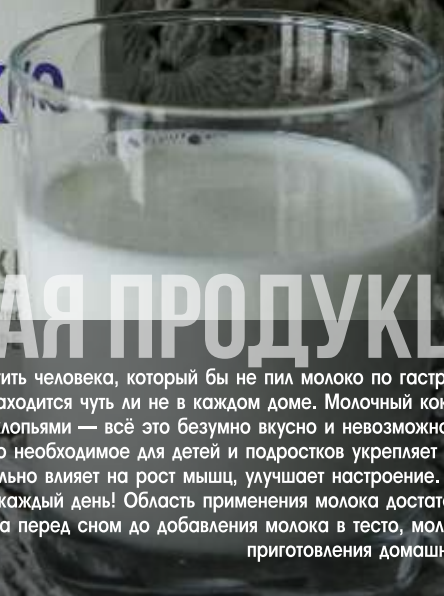 АЯ ПРОДУКЦ
тить человека, который бы не пил молоко по гастр
аходится чуть ли не в каждом доме. Молочный кок
лопьями — всё это безумно вкусно и невозможно
о необходимое для детей и подростков укрепляет
льно влияет на рост мышц, улучшает настроение.
каждый день! Область применения молока достато
а перед сном до добавления молока в тесто, мол
приготовления домашн